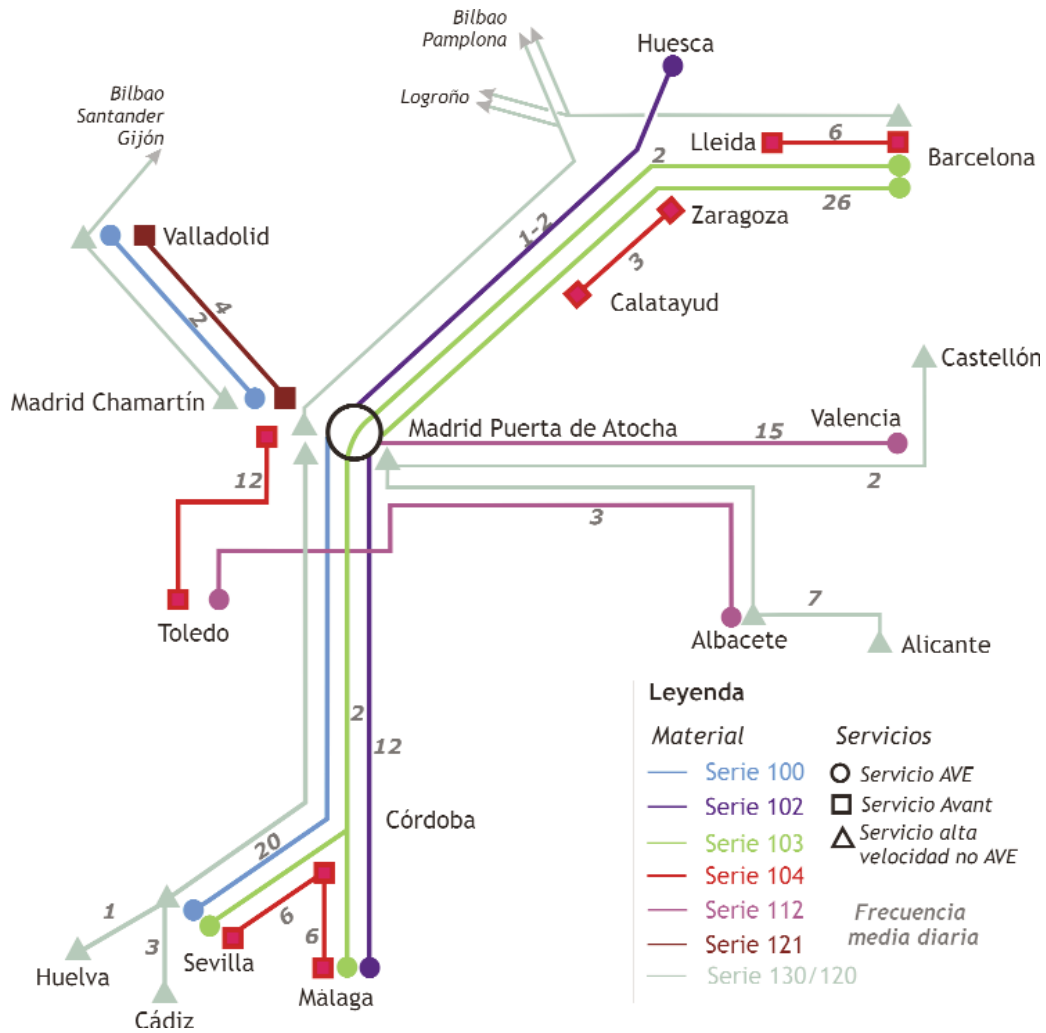 Bilbao
Pamplona
Huesca
Logroño
Bilbao
Santander
Gijón
Lleida
6
Barcelona
2
26
Zaragoza
1-2
3
Calatayud
Valladolid
4
2
Castellón
Madrid Chamartín
Valencia
Madrid Puerta de Atocha
15
2
12
3
Toledo
7
Albacete
Alicante
2
12
Córdoba
20
1
3
6
6
Sevilla
Huelva
Málaga
Cádiz
Leyenda
Material
Servicios
Serie 100
Servicio AVE
Serie 102
Servicio Avant
Serie 103
Servicio alta
velocidad no AVE
Serie 104
Serie 112
Frecuencia
media diaria
Serie 121
Serie 130/120